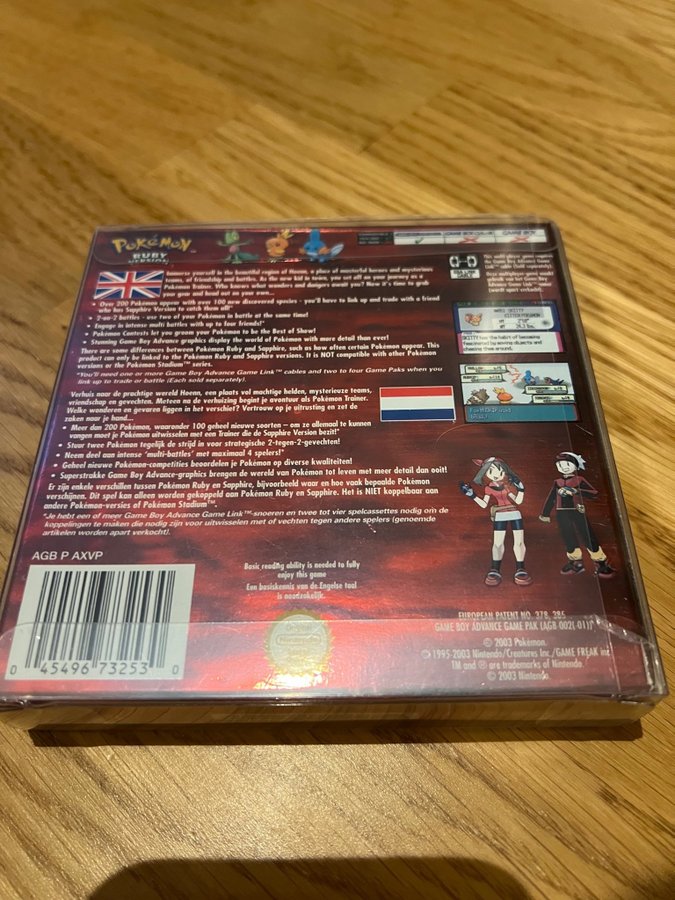 POKéMON
RUBY
VERSION
GAME BOY
Immerse yourself in the beautiful region of Hoenn, a place of masterful heroes and mysterious
teams, of friendship and battles. As the new kid in town, you set off on your journey as a
Pokémon Trainer. Who knows what wonders and dangers await you? Now it's time to
grab your gear and head out on your own...
• Over 200 Pokémon appear with over 100 new discovered species - you'll have to link up and trade with a friend
who has Sapphire Version to catch them all*
• 2-on-2 battles - use two of your Pokémon in battle at the same time!
• Engage in intense multi battles with up to four friends!*
• Pokémon Contests let you groom your Pokémon to be the Best of Show!
• Stunning Game Boy Advance graphics display the world of Pokémon with more detail than ever!
There are some differences between Pokémon Ruby and Sapphire, such as how often certain Pokémon appear. This
product can only be linked to the Pokémon Ruby and Sapphire versions. It is NOT compatible with other Pokémon
versions or the Pokémon Stadium™ series.
*You'll need one or more Game Boy Advance Game Link™ cables and two to four Game Paks when you
link up to trade or battle (Each sold separately).
GBA LINK
CABLE
This multi-player game requires
the Game Boy Advance Game
Link™ cable (Sold separately).
Verhuis naar de prachtige wereld Hoenn, een plaats vol machtige helden, mysterieuze teams,
vriendschap en gevechten. Meteen na de verhuizing begin je avontuur als Pokémon Trainer.
Welke wonderen en gevaren liggen in het verschiet? Vertrouw op je uitrusting en zet de
zaken naar je hand...
• Meer dan 200 Pokémon, waaronder 100 geheel nieuwe soorten – om ze allemaal te kunnen
vangen moet je Pokémon uitwisselen met een Trainer die de Sapphire Version bezit!*
• Stuur twee Pokémon tegelijk de strijd in voor strategische 2-tegen-2-gevechten!
• Neem deel aan intense 'multi-battles' met maximaal 4 spelers!*
• Geheel nieuwe Pokémon-competities beoordelen je Pokémon op diverse kwaliteiten!
• Superstrakke Game Boy Advance-graphics brengen de wereld van Pokémon tot leven met meer detail dan ooit!
Er zijn enkele verschillen tussen Pokémon Ruby en Sapphire, bijvoorbeeld waar en hoe vaak bepaalde Pokémon
verschijnen. Dit spel kan alleen worden gekoppeld aan Pokémon Ruby en Sapphire. Het is NIET koppelbaar aan
andere Pokémon-versies of Pokémon Stadium™.
*Je hebt een of meer Game Boy Advance Game Link™-snoeren en twee tot vier spelcassettes nodig om de
koppelingen te maken die nodig zijn voor uitwisselen met of vechten tegen andere spelers (genoemde
artikelen worden apart verkocht).
AGB P AXVP
Basic reading ability is needed to fully
enjoy this game
Een basiskennis van de Engelse taal
is noodzakelijk.
0 45496 73253 0
Nintendo
EUROPEAN PATENT NO. 378, 385
GAME BOY ADVANCE GAME PAK (AGB-002(-01))
© 2003 Pokémon.
© 1995-2003 Nintendo/Creatures Inc./GAME FREAK inc.
TM and ® are trademarks of Nintendo.
© 2003 Nintendo.